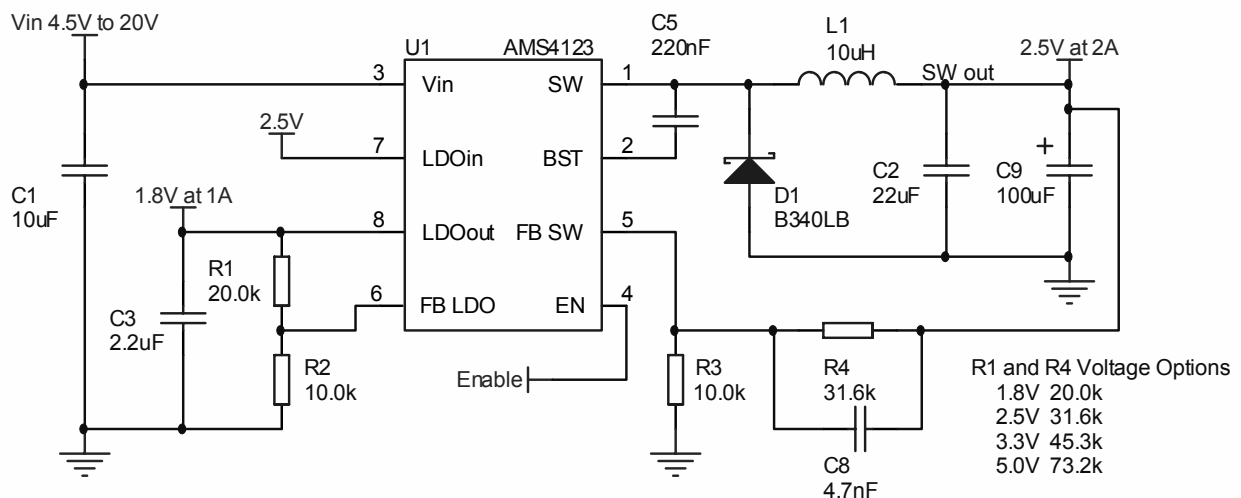 Vin 4.5V to 20V
C1
10uF
2.5V
1.8V at 1A
C3
2.2uF
R1
20.0k
R2
10.0k
U1
AMS4123
3
Vin
7
LDOin
8
LDOout
6
FB LDO
SW
1
BST
2
FB SW
5
EN
4
Enable
C5
220nF
L1
10uH
SW out
2.5V at 2A
D1
B340LB
C2
22uF
+
C9
100uF
R3
10.0k
R4
31.6k
C8
4.7nF
R1 and R4 Voltage Options
1.8V 20.0k
2.5V 31.6k
3.3V 45.3k
5.0V 73.2k